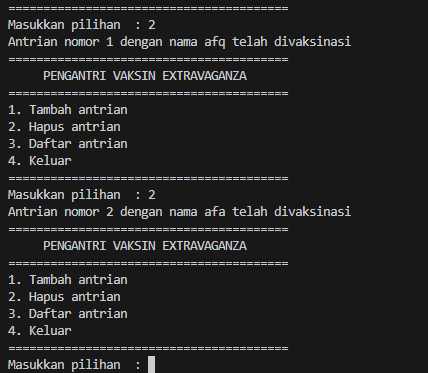 ========================================
Masukkan pilihan  : 2
Antrian nomor 1 dengan nama afq telah divaksinasi
========================================
     PENGANTRI VAKSIN EXTRAVAGANZA
========================================
1. Tambah antrian
2. Hapus antrian
3. Daftar antrian
4. Keluar
========================================
Masukkan pilihan  : 2
Antrian nomor 2 dengan nama afa telah divaksinasi
========================================
     PENGANTRI VAKSIN EXTRAVAGANZA
========================================
1. Tambah antrian
2. Hapus antrian
3. Daftar antrian
4. Keluar
========================================
Masukkan pilihan  :